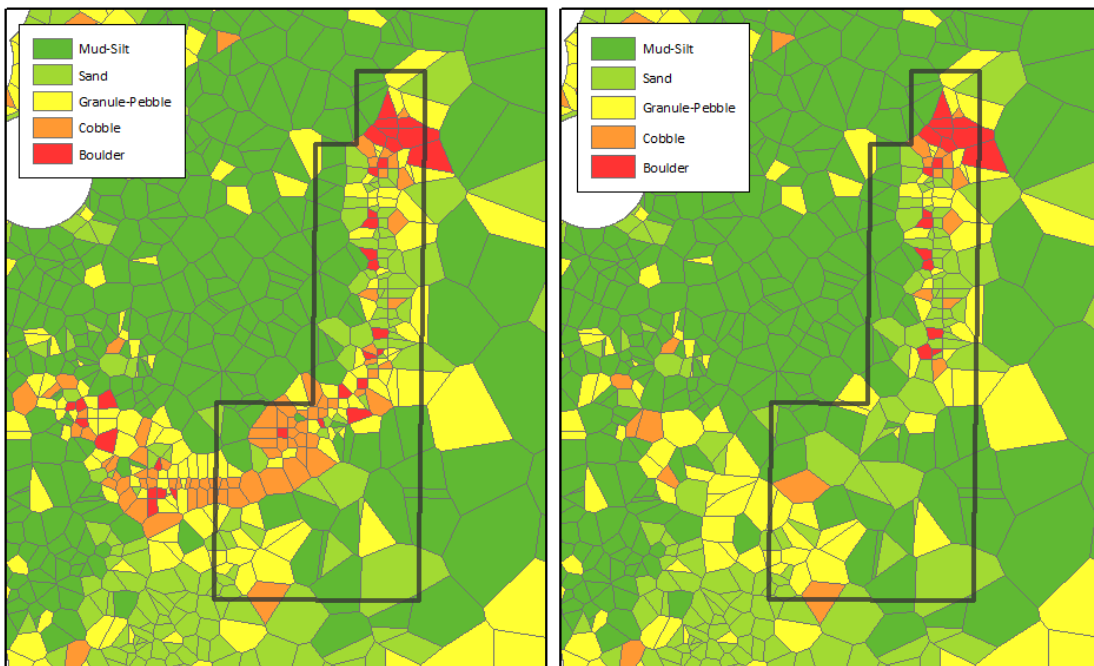 Mud-Silt
Sand
Granule-Pebble
Cobble
Boulder
Mud-Silt
Sand
Granule-Pebble
Cobble
Boulder